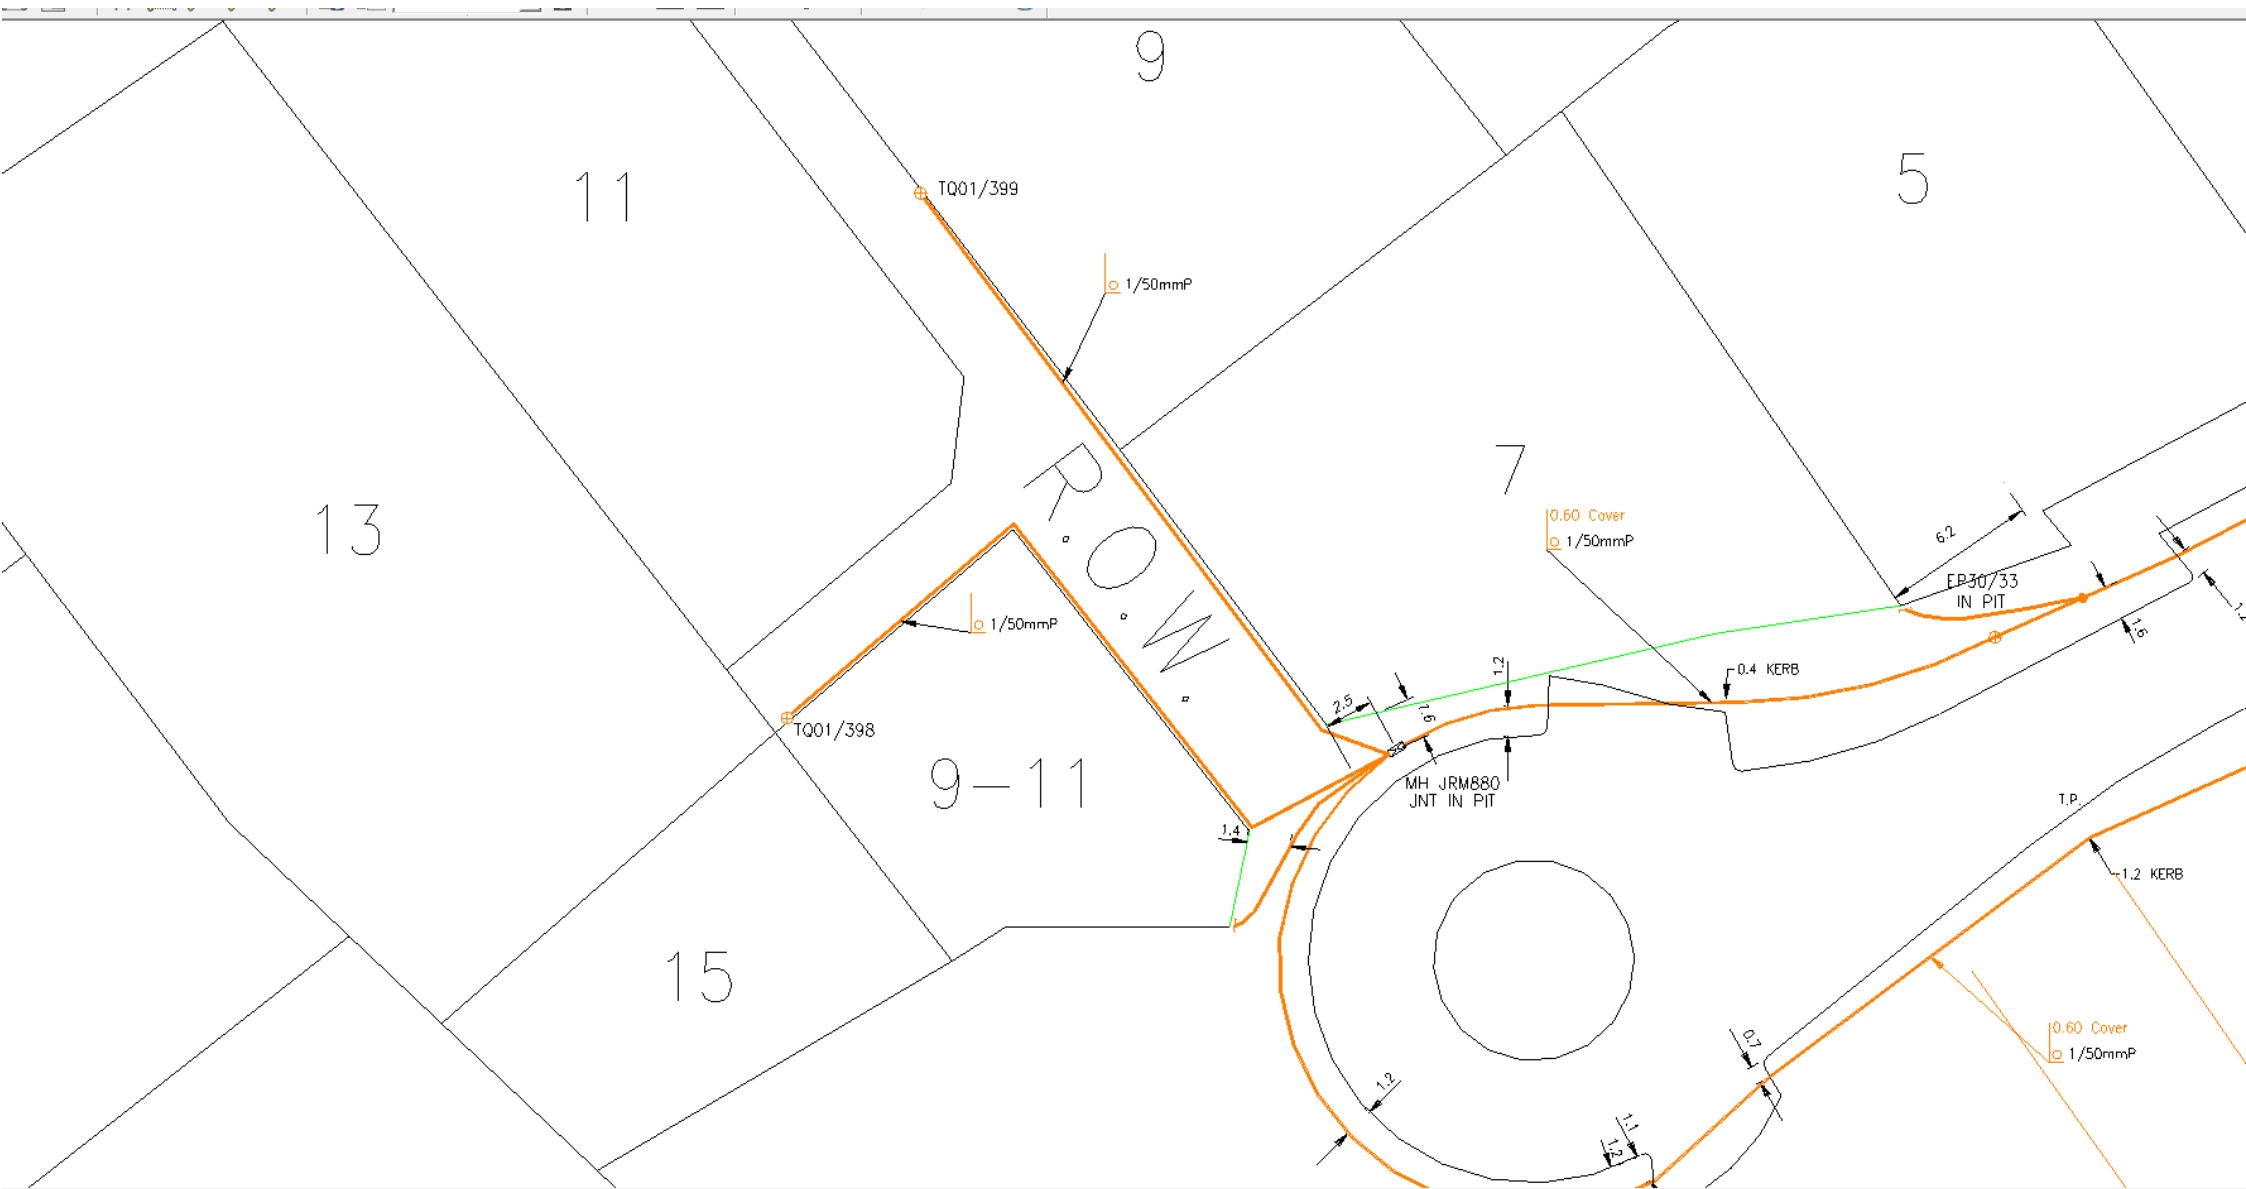 9
11
5
TQ01/399
1/50mmP
7
13
R.O.W.
0.60 Cover
1/50mmP
6.2
EP30/33
IN PIT
1/50mmP
1.6
0.4 KERB
1.2
2.5
1.6
TQ01/398
9-11
MH JRM880
JNT IN PIT
T.P.
1.4
1.2 KERB
15
0.60 Cover
1/50mmP
0.7
1.2
1.1
1.2